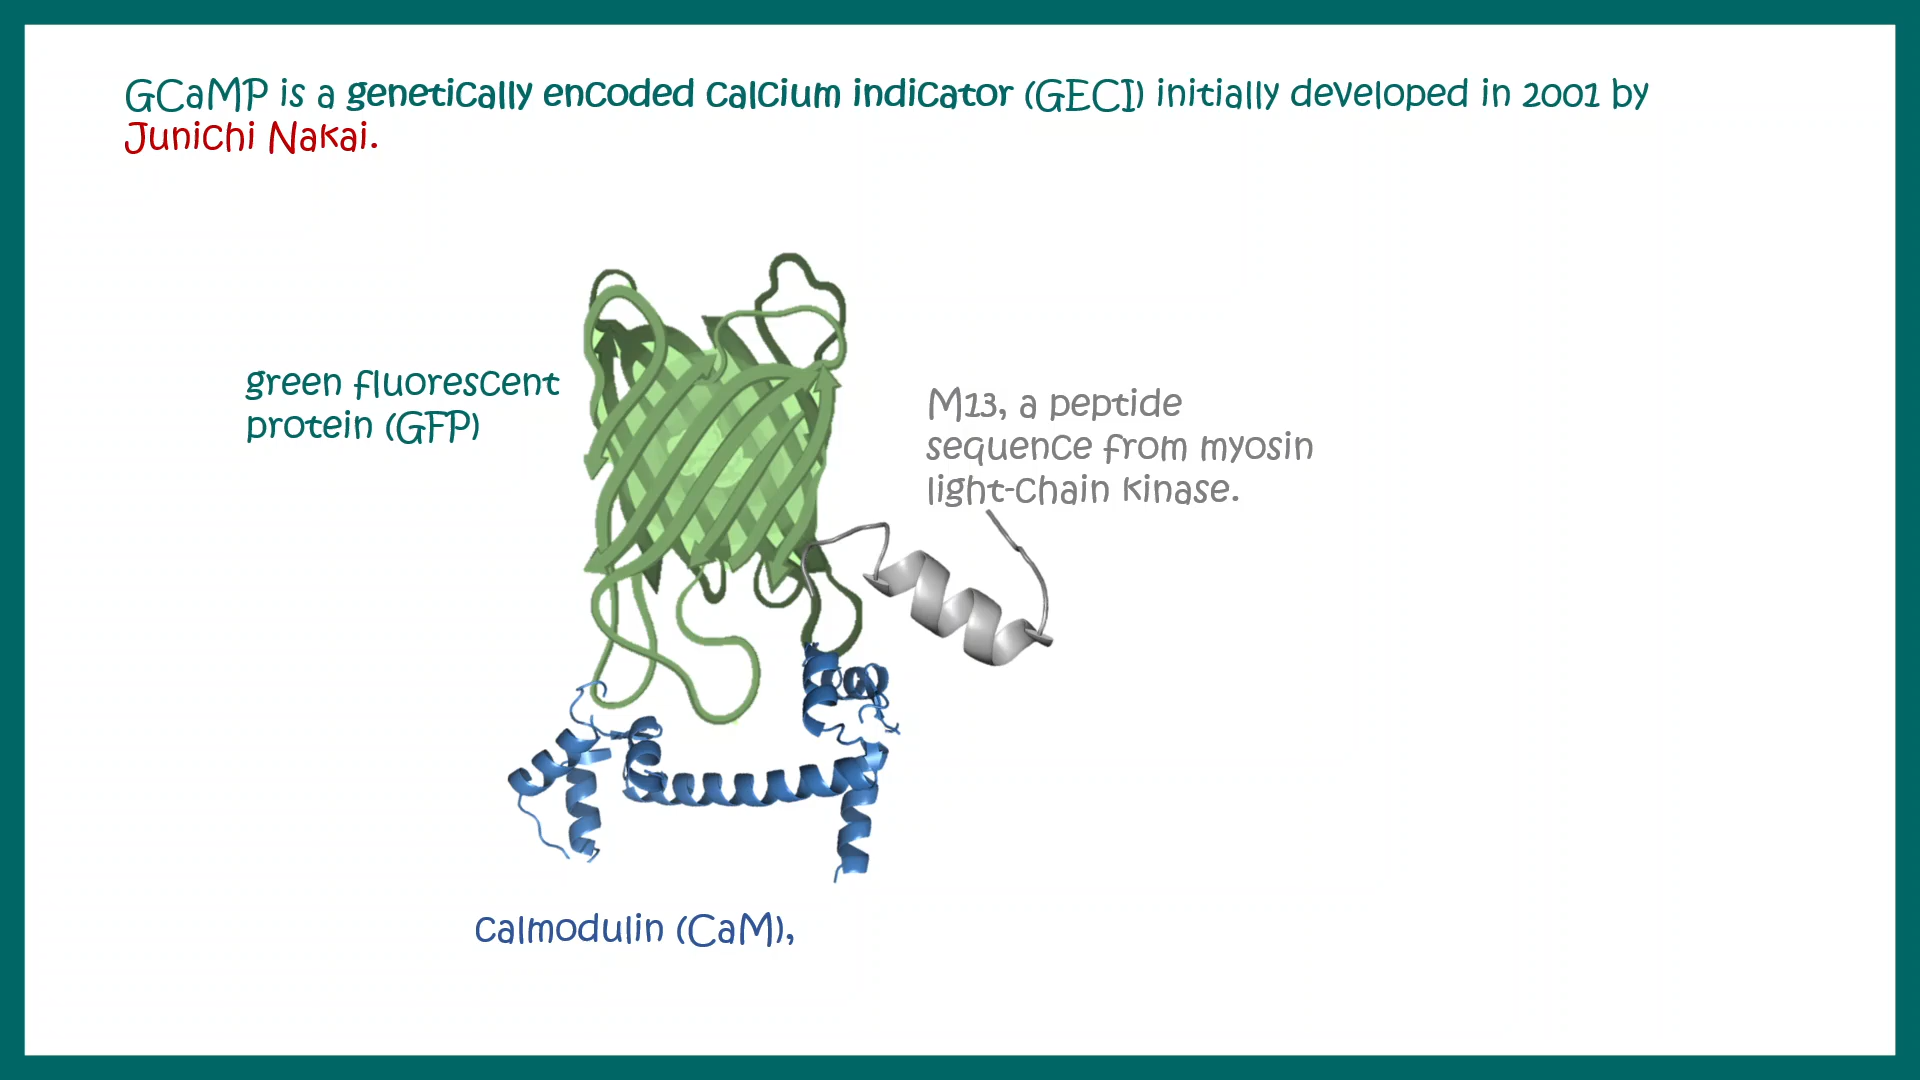 GCaMP is a genetically encoded calcium indicator (GECI) initially developed in 2001 by
Junichi Nakai.
green fluorescent
protein (GFP)
M13, a peptide
sequence from myosin
light-chain kinase.
calmodulin (CaM),